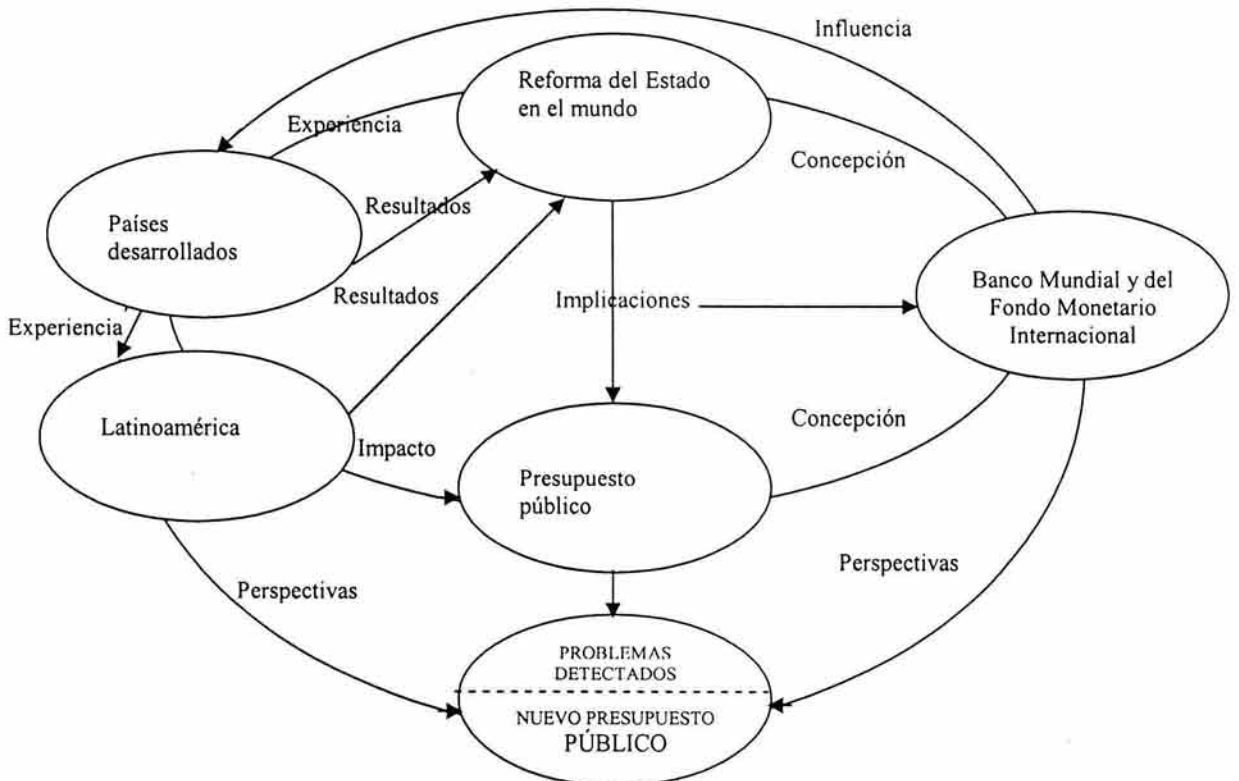 Influencia
Reforma del Estado
en el mundo
Experiencia
Concepción
Resultados
Países
desarrollados
Resultados
Implicaciones
Banco Mundial y del
Fondo Monetario
Internacional
Experiencia
Latinoamérica
Impacto
Concepción
Presupuesto
público
Perspectivas
Perspectivas
PROBLEMAS
DETECTADOS
NUEVO PRESUPUESTO
PÚBLICO